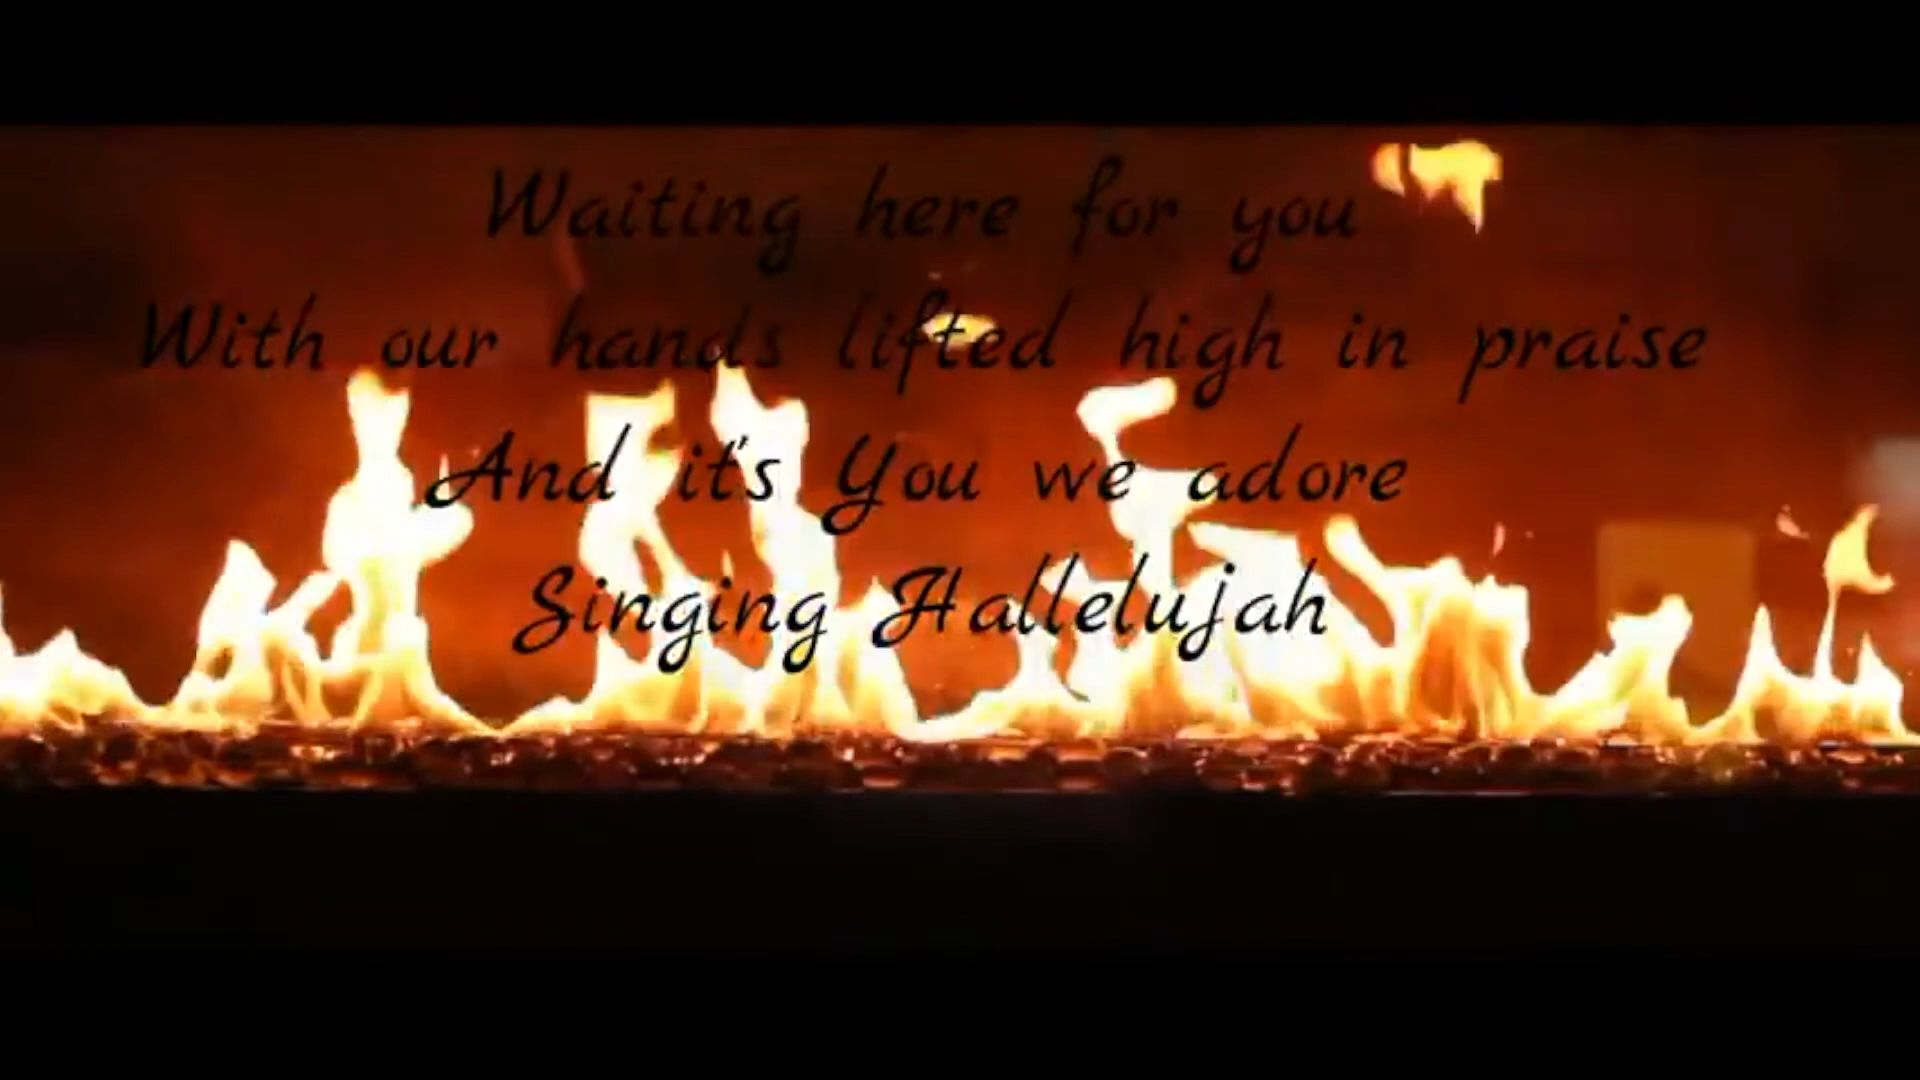 Waiting here for you
With our hands lifted high in praise
And it's You we adore
Singing Hallelujah